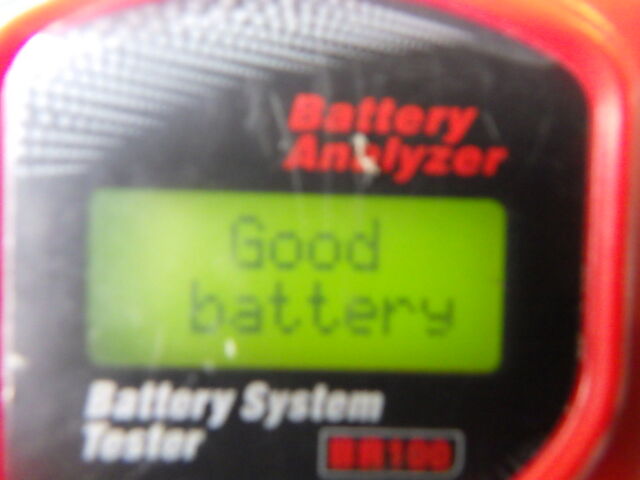 Battery
Analyzer
Good
battery
Battery System
Tester